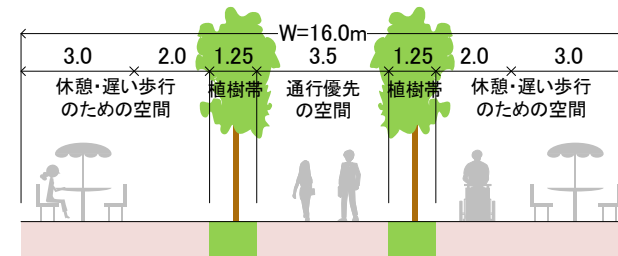 W=16.0m
3.0 2.0 1.25 3.5 1.25 2.0 3.0
休憩・遅い歩行 植樹帯 通行優先 植樹帯 休憩・遅い歩行
のための空間 の空間 のための空間